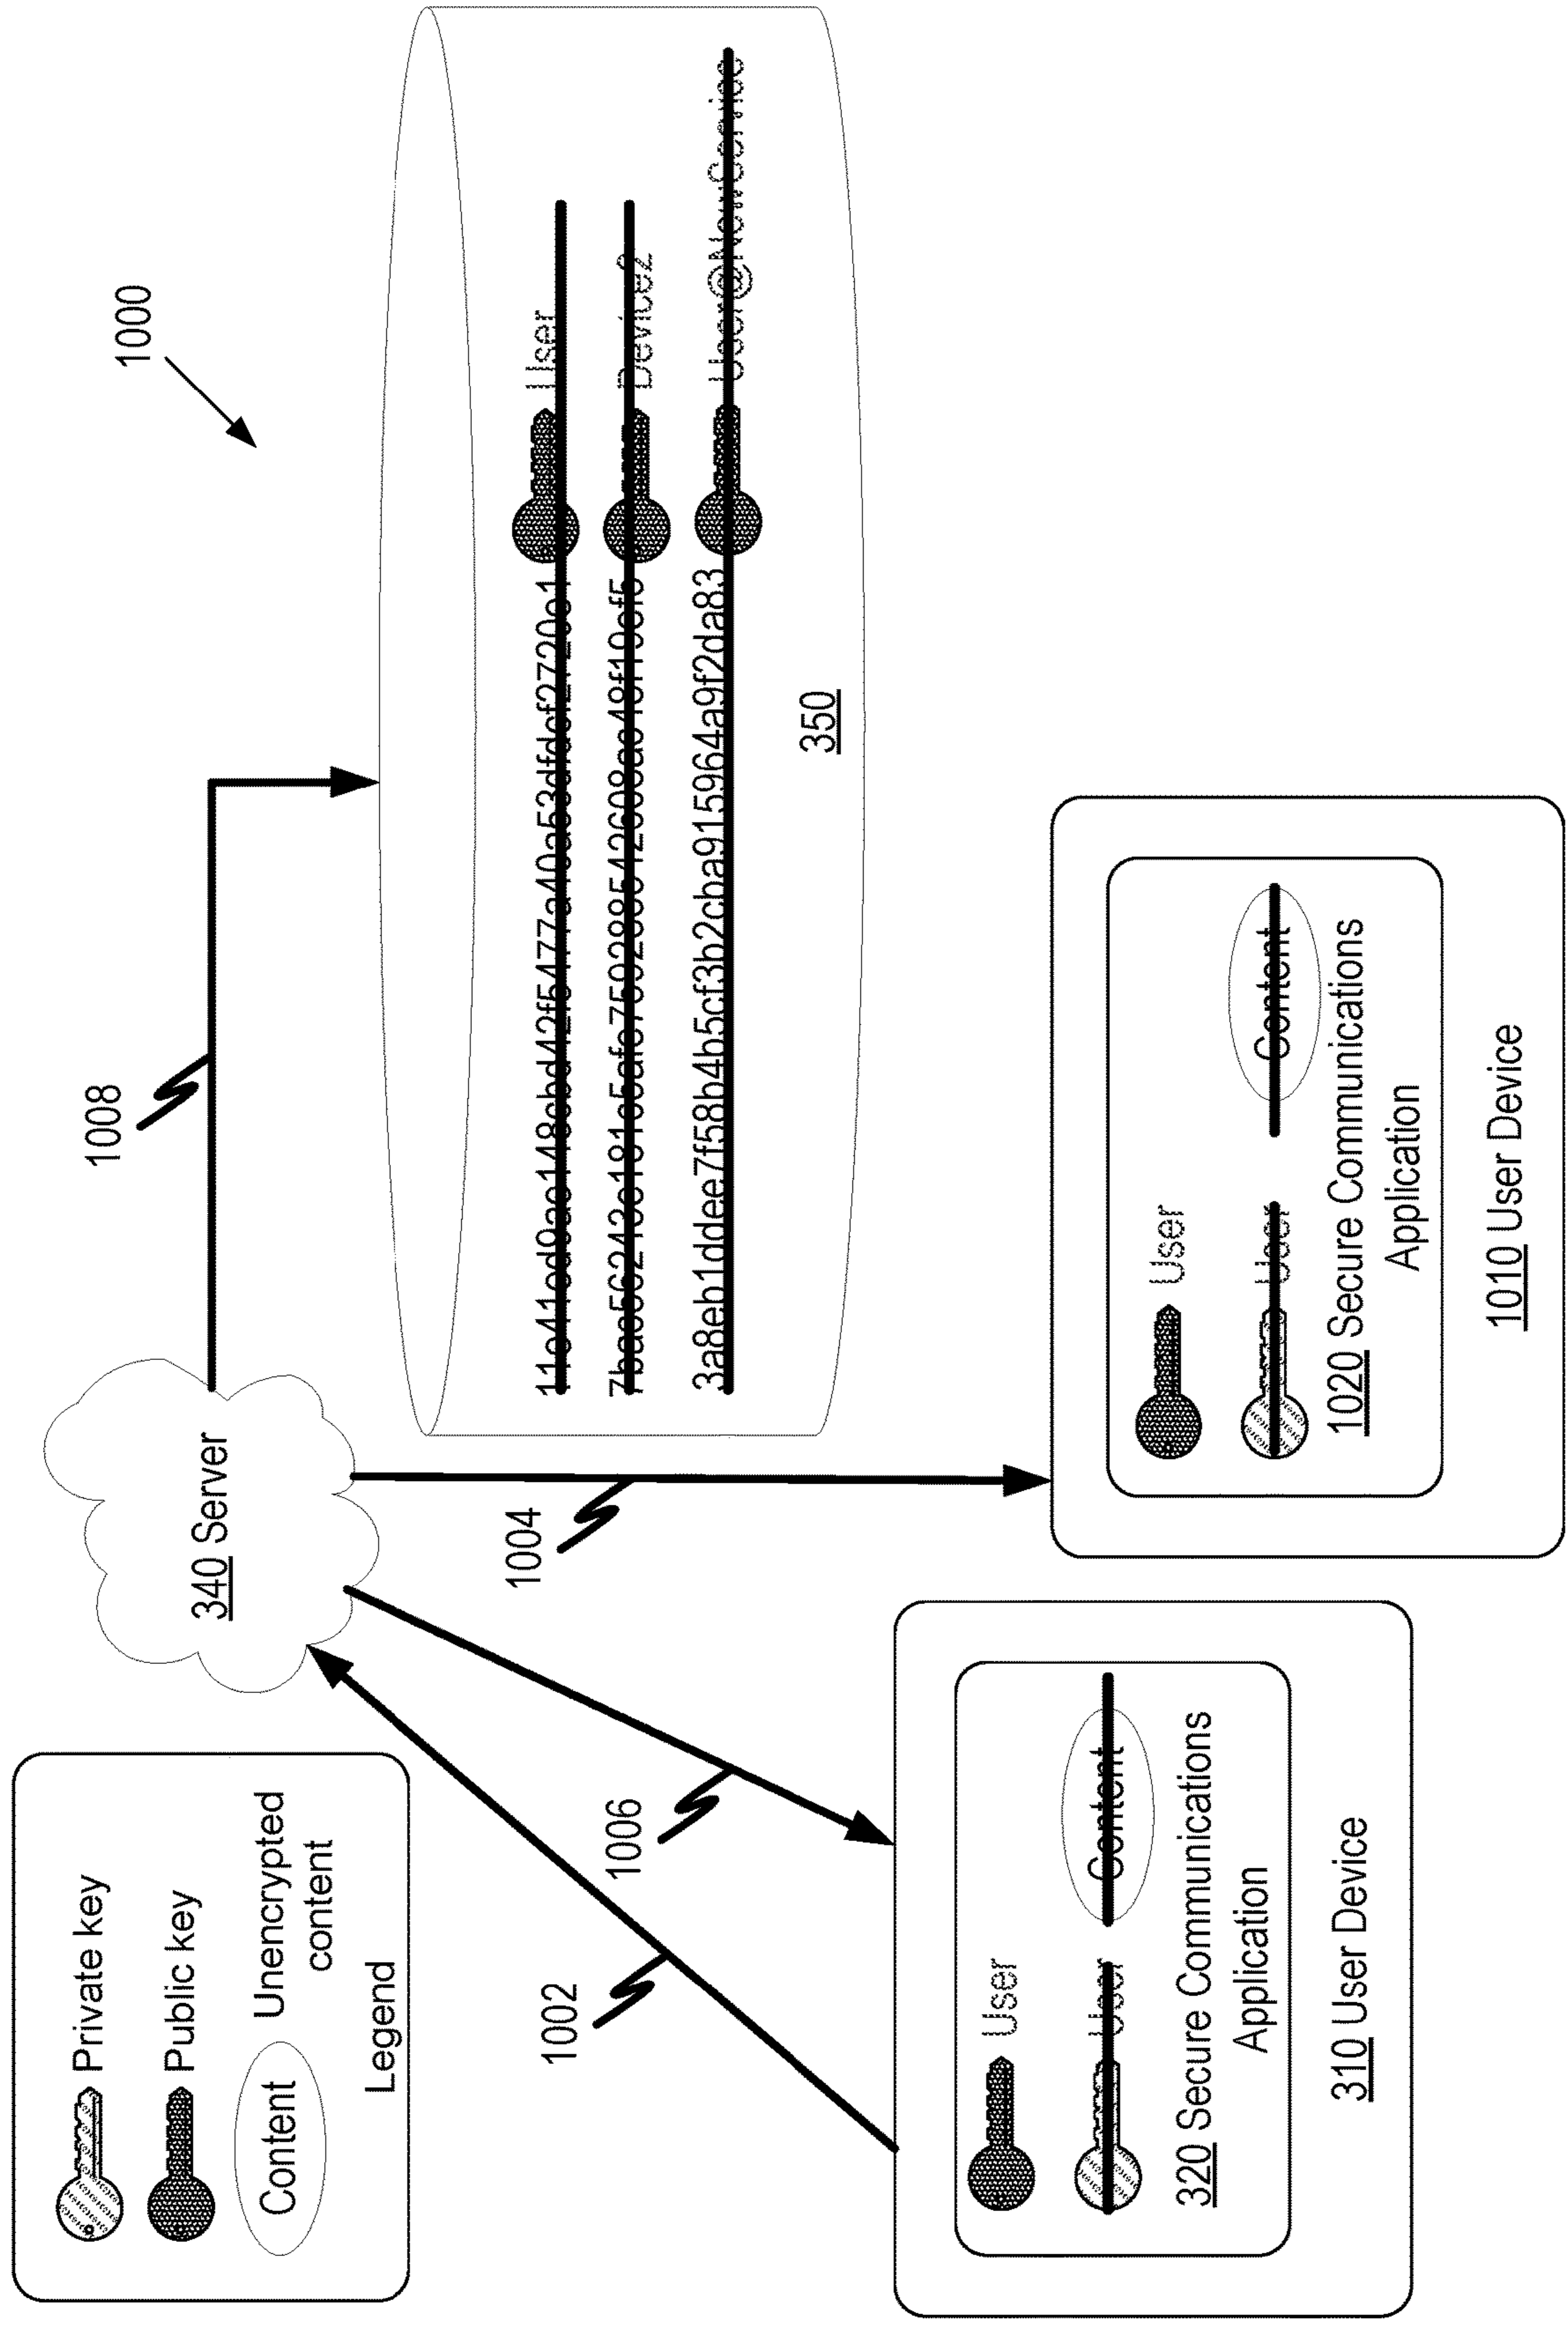 Private key
Public key
Content
Unencrypted
content
Legend
340 Server
1008
1000
1002
1006
1004
User
Device2
3a8eb1ddee7f58b4b5cf3b2cba915964a9f2da83
User@NewService
350
User
User
Content
320 Secure Communications
Application
310 User Device
User
User
Content
1020 Secure Communications
Application
1010 User Device